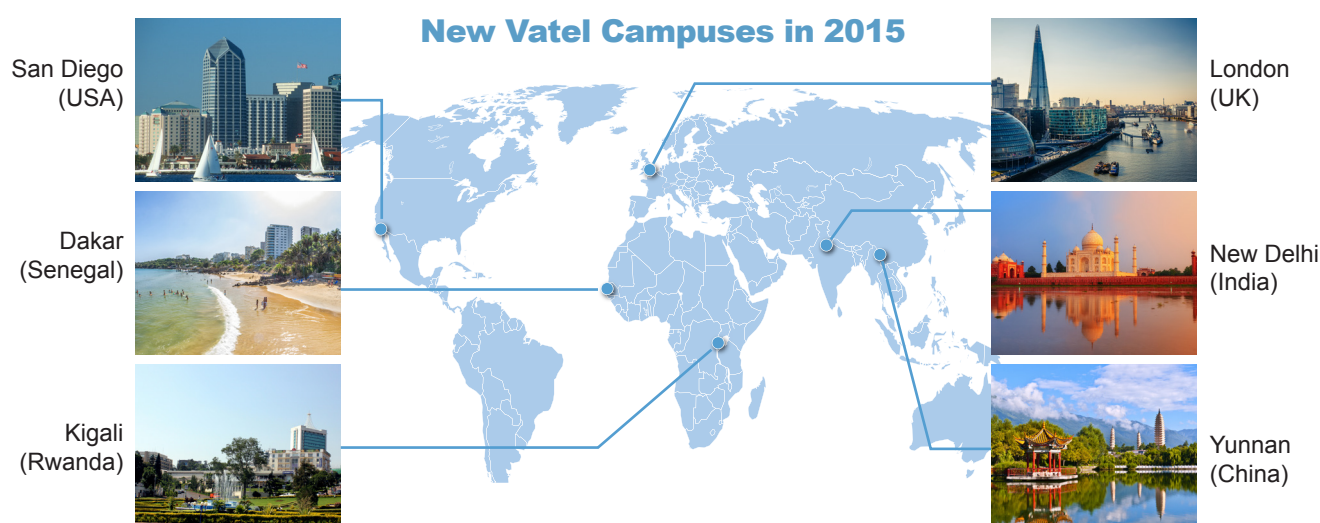 New Vatel Campuses in 2015
San Diego
(USA)
Dakar
(Senegal)
Kigali
(Rwanda)
London
(UK)
New Delhi
(India)
Yunnan
(China)